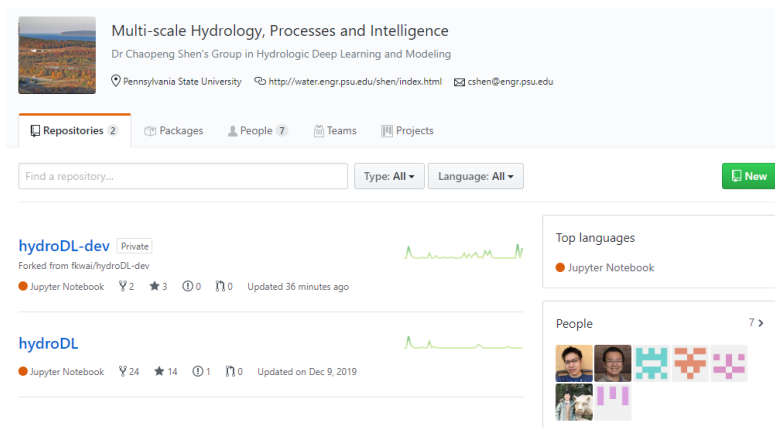 Multi-scale Hydrology, Processes and Intelligence
Dr Chaopeng Shen's Group in Hydrologic Deep Learning and Modeling
Pennsylvania State University http://water.engr.psu.edu/shen/index.html cshen@engr.psu.edu
Repositories 2 Packages People 7 Teams Projects
Find a repository... Type: All Language: All New
hydroDL-dev Private
Forked from fkwai/hydroDL-dev
Jupyter Notebook 2 3 0 0 Updated 36 minutes ago
hydroDL
Jupyter Notebook 24 14 1 0 Updated on Dec 9, 2019
Top languages
Jupyter Notebook
People 7